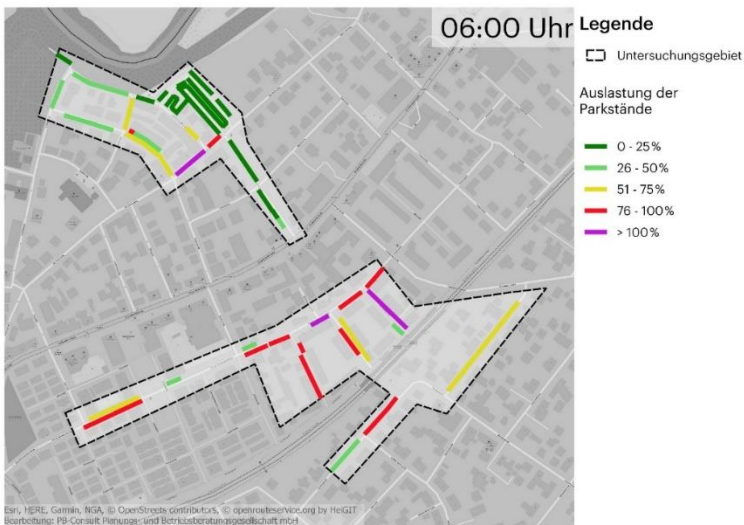 06:00 Uhr
Legende
Untersuchungsgebiet
Auslastung der
Parkstände
0 - 25%
26 - 50%
51 - 75%
76 - 100%
> 100%
Esri, HERE, Garmin, NGA, © OpenStreets contributors, © openrouteservice.org by HeiGIT
Bearbeitung: PB-Consult Planungs- und Betriebsberatungsgesellschaft mbH